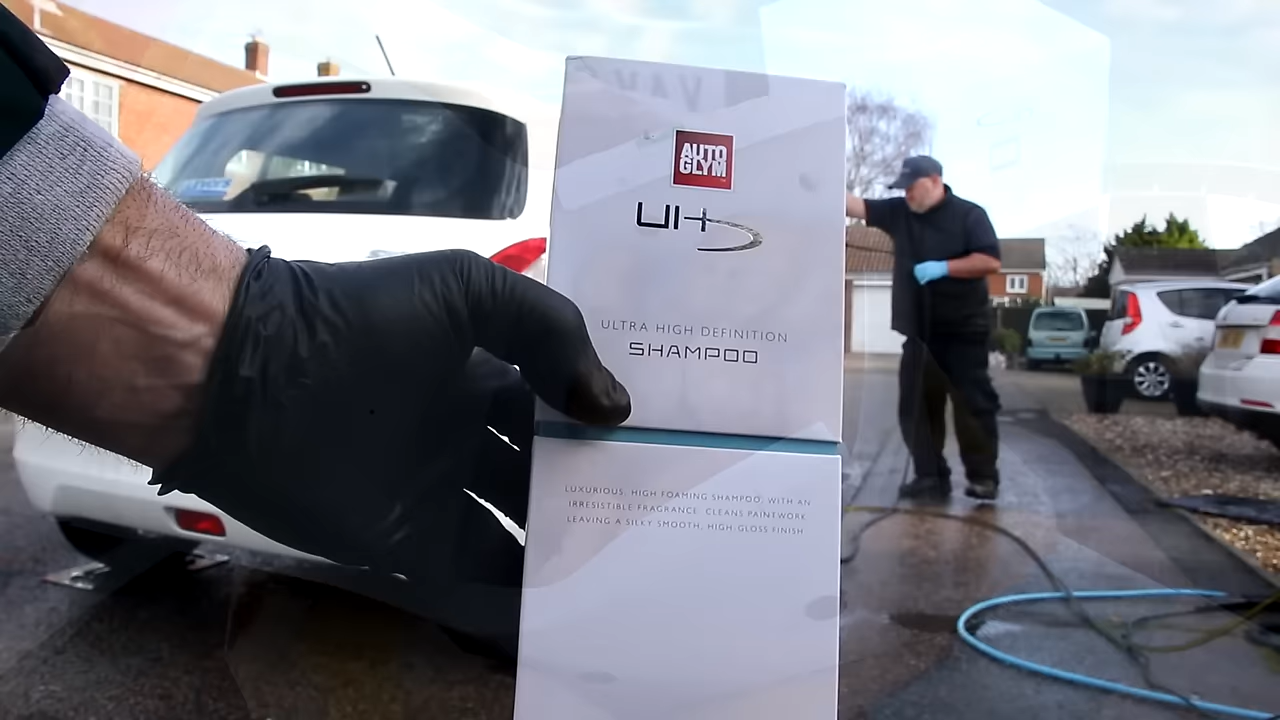 AUTO
GLYM
UHD
ULTRA HIGH DEFINITION
SHAMPOO
LUXURIOUS, HIGH FOAMING SHAMPOO, WITH AN
IRRESISTIBLE FRAGRANCE. CLEANS PAINTWORK
LEAVING A SILKY SMOOTH, HIGH GLOSS FINISH